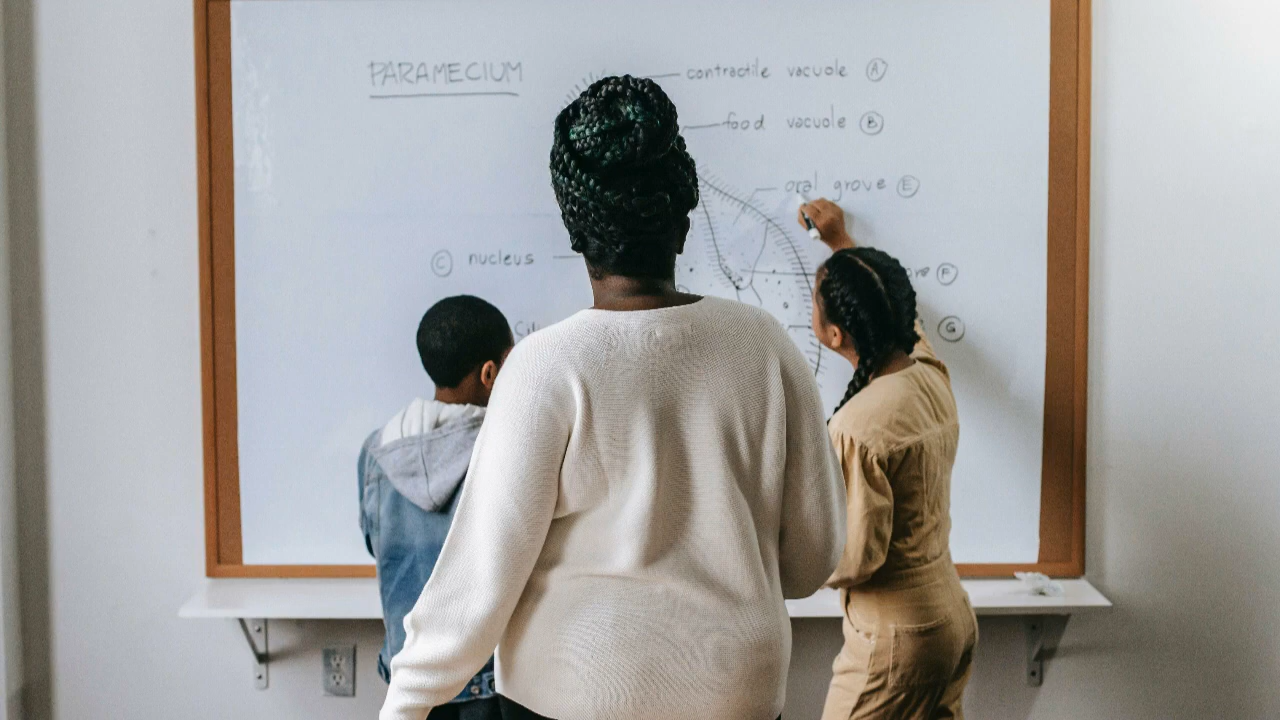 PARAMECIUM
contractile vacuole A
food vacuole B
oral grove E
C nucleus
F
G